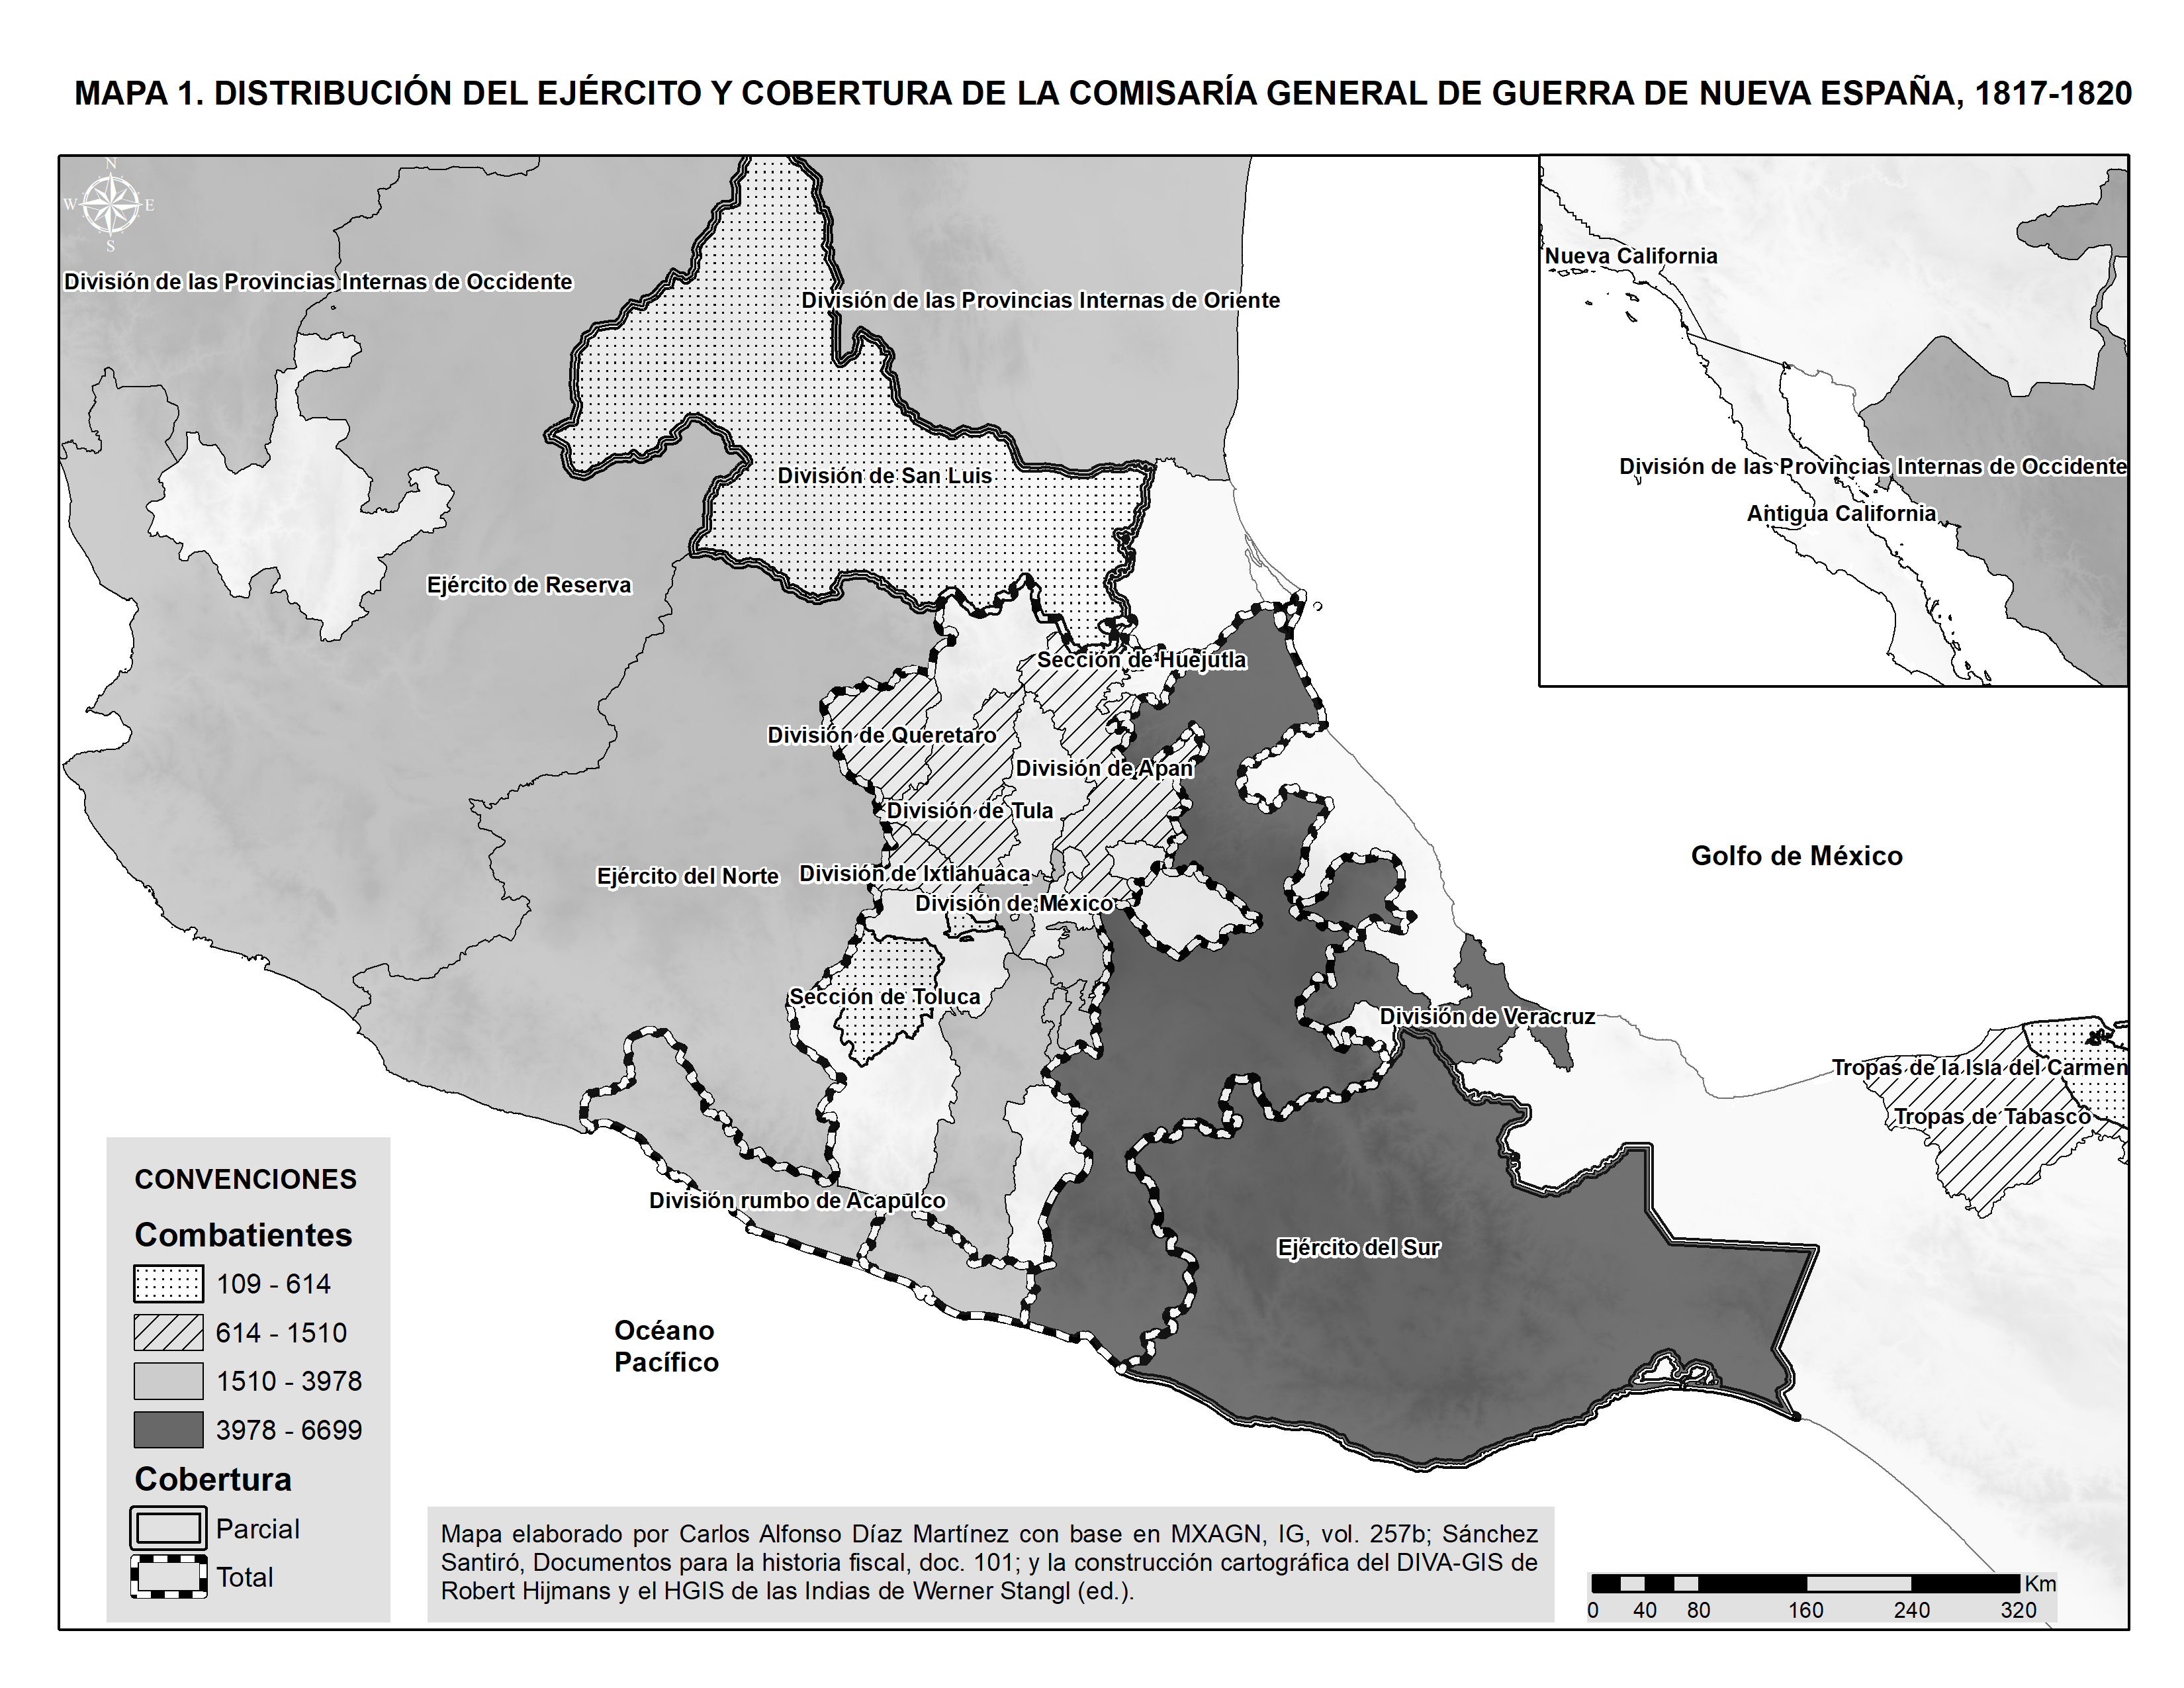 MAPA 1. DISTRIBUCIÓN DEL EJÉRCITO Y COBERTURA DE LA COMISARÍA GENERAL DE GUERRA DE NUEVA ESPAÑA, 1817-1820
N
W E
S
División de las Provincias Internas de Occidente
División de las Provincias Internas de Oriente
División de San Luis
Ejército de Reserva
Sección de Huejutla
División de Queretaro
División de Apan
División de Tula
Ejército del Norte
División de Ixtlahuaca
División de México
Sección de Toluca
División de Veracruz
División rumbo de Acapulco
Ejército del Sur
Tropas de la Isla del Carmen
Tropas de Tabasco
Golfo de México
Océano
Pacífico
Nueva California
División de las Provincias Internas de Occidente
Antigua California
CONVENCIONES
Combatientes
109 - 614
614 - 1510
1510 - 3978
3978 - 6699
Cobertura
Parcial
Total
Mapa elaborado por Carlos Alfonso Díaz Martínez con base en MXAGN, IG, vol. 257b; Sánchez
Santiró, Documentos para la historia fiscal, doc. 101; y la construcción cartográfica del DIVA-GIS de
Robert Hijmans y el HGIS de las Indias de Werner Stangl (ed.).
Km
0 40 80 160 240 320